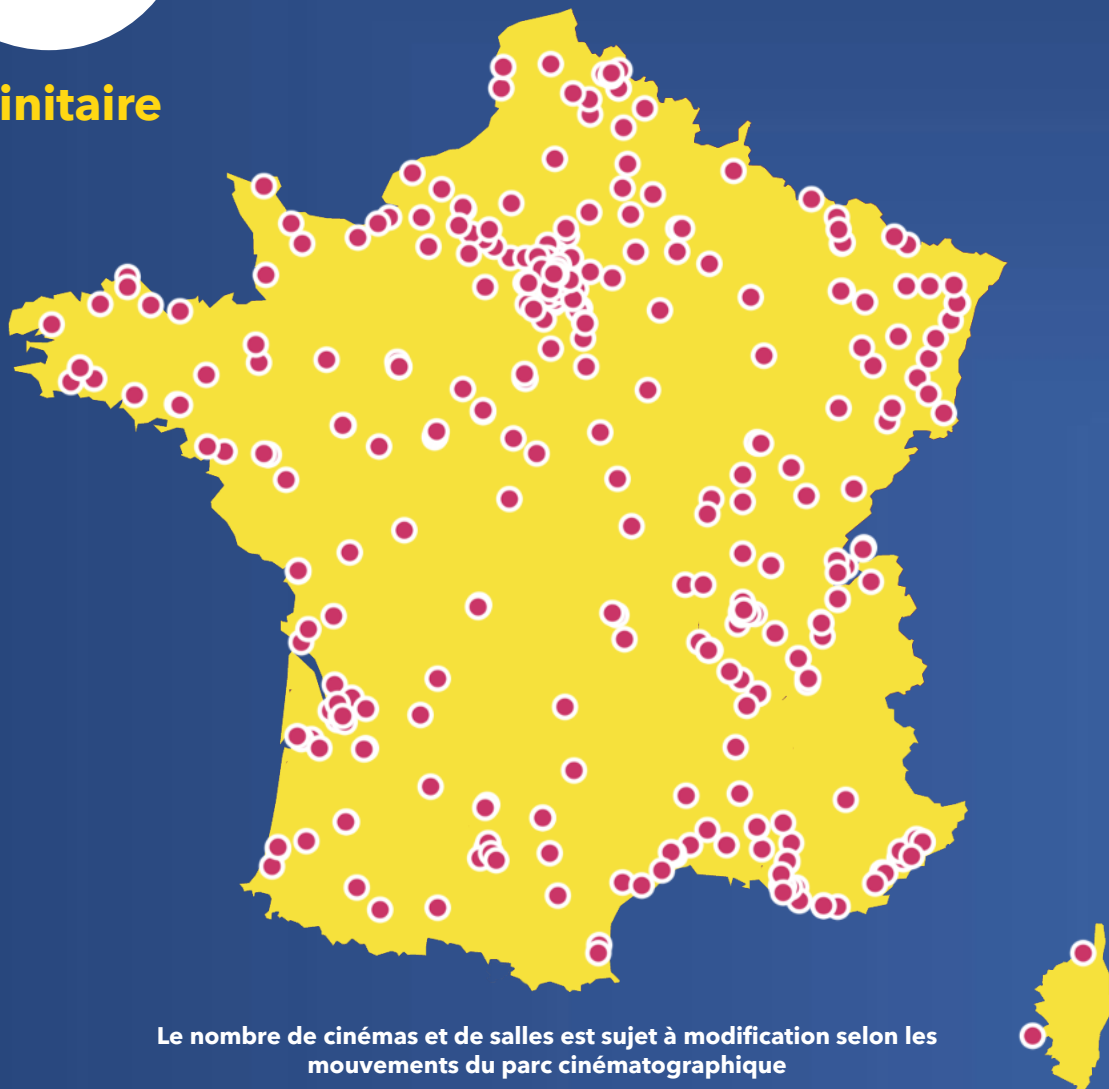 initaire
Le nombre de cinémas et de salles est sujet à modification selon les
mouvements du parc cinématographique